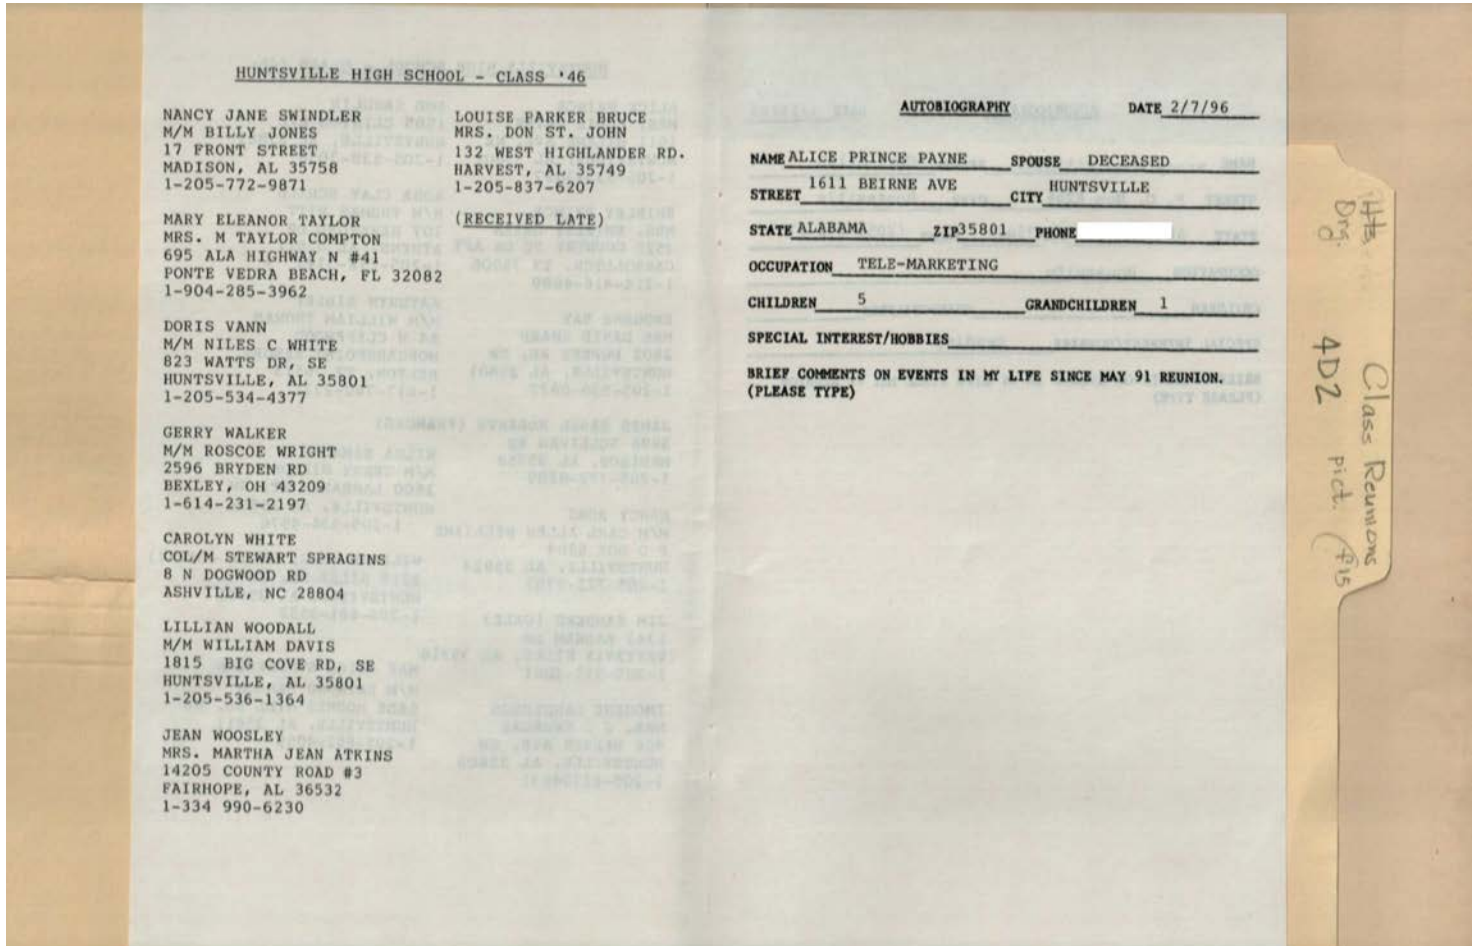 HUNTSVILLE HIGH SCHOOL - CLASS '46
NANCY JANE SWINDLER
M/M BILLY JONES
17 FRONT STREET
MADISON, AL 35758
1-205-772-9871
MARY ELEANOR TAYLOR
MRS. M TAYLOR COMPTON
695 ALA HIGHWAY N #41
PONTE VEDRA BEACH, FL 32082
1-904-285-3962
DORIS VANN
M/M NILES C WHITE
823 WATTS DR, SE
HUNTSVILLE, AL 35801
1-205-534-4377
GERRY WALKER
M/M ROSCOE WRIGHT
2596 BRYDEN RD
BEXLEY, OH 43209
1-614-231-2197
CAROLYN WHITE
COL/M STEWART SPRAGINS
8 N DOGWOOD RD
ASHVILLE, NC 28804
LILLIAN WOODALL
M/M WILLIAM DAVIS
1815 BIG COVE RD, SE
HUNTSVILLE, AL 35801
1-205-536-1364
JEAN WOOSLEY
MRS. MARTHA JEAN ATKINS
14205 COUNTY ROAD #3
FAIRHOPE, AL 36532
1-334 990-6230
LOUISE PARKER BRUCE
MRS. DON ST. JOHN
132 WEST HIGHLANDER RD.
HARVEST, AL 35749
1-205-837-6207
(RECEIVED LATE)
AUTOBIOGRAPHY DATE 2/7/96
NAME ALICE PRINCE PAYNE SPOUSE DECEASED
STREET 1611 BEIRNE AVE CITY HUNTSVILLE
STATE ALABAMA ZIP 35801 PHONE
OCCUPATION TELE-MARKETING
CHILDREN 5 GRANDCHILDREN 1
SPECIAL INTEREST/HOBBIES
BRIEF COMMENTS ON EVENTS IN MY LIFE SINCE MAY 91 REUNION.
(PLEASE TYPE)
Class Reunions
4D2 pict.
Drg.